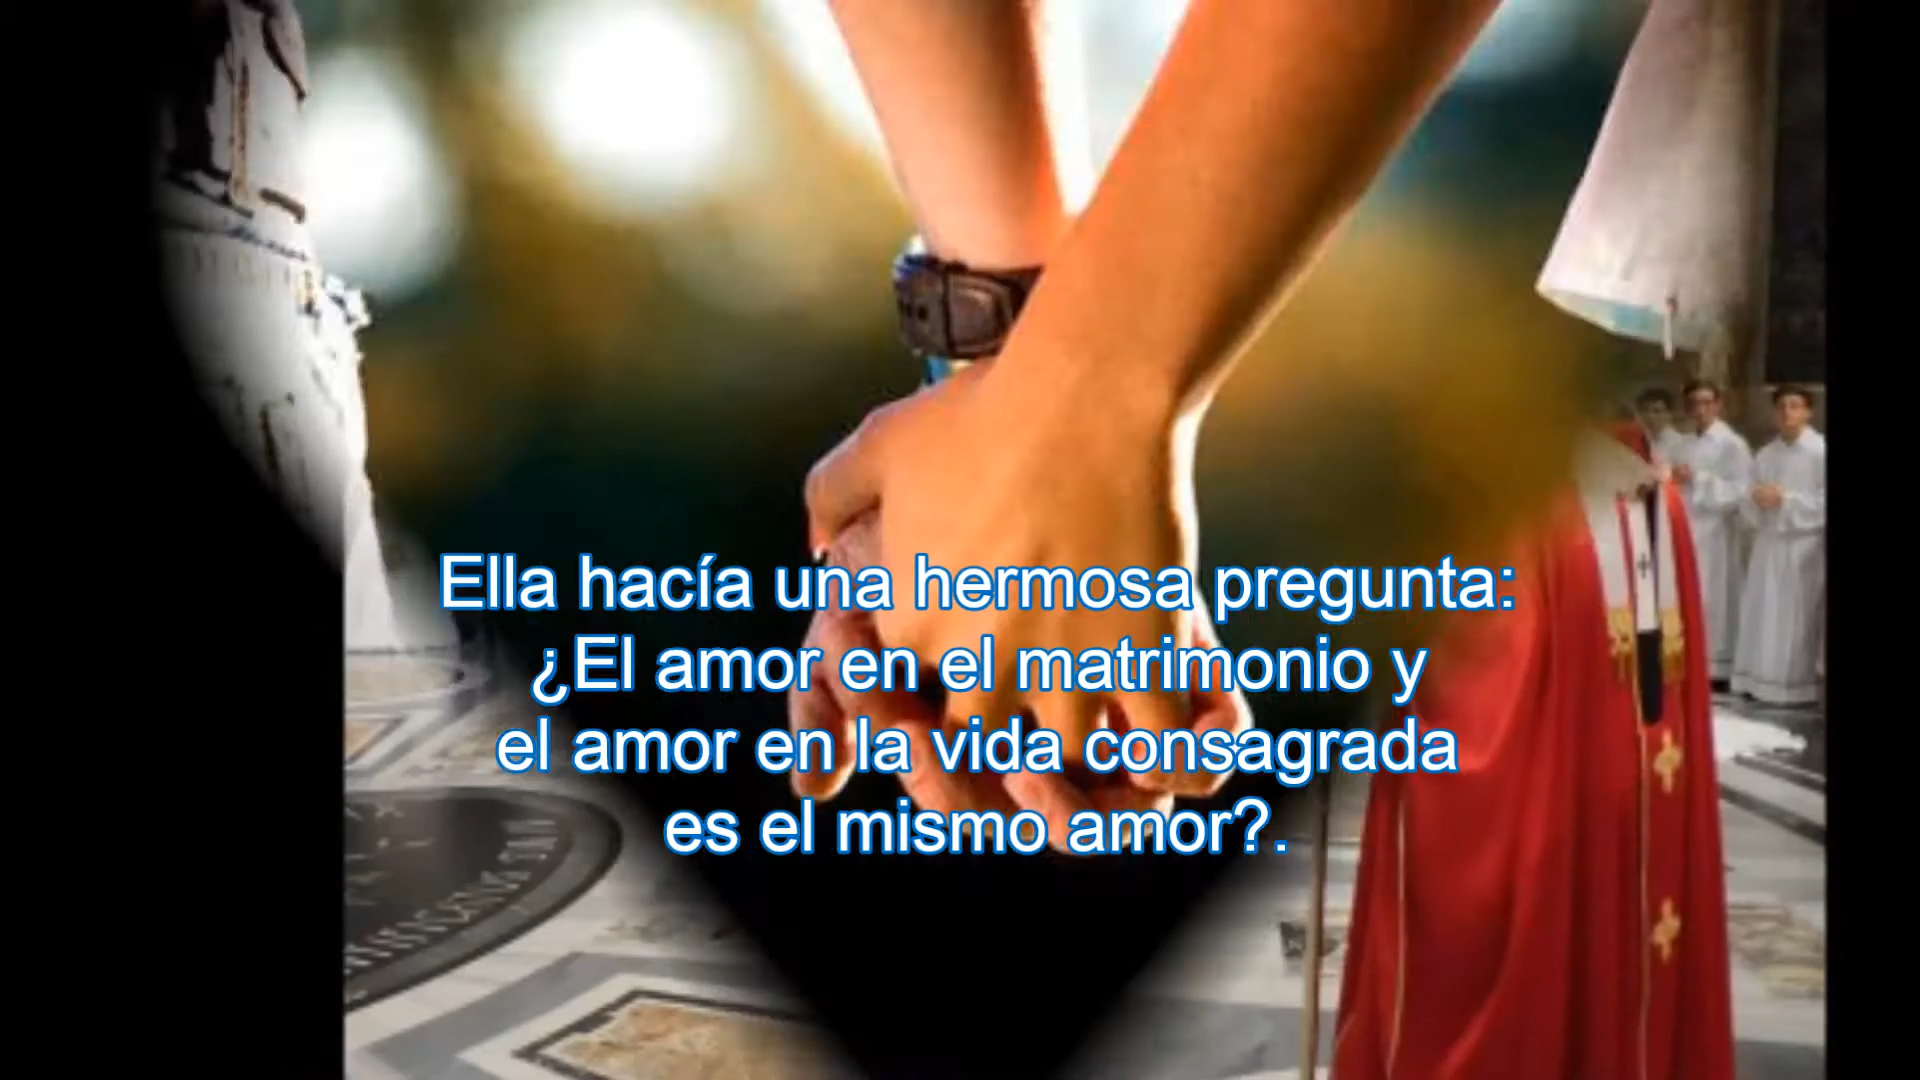 Ella hacía una hermosa pregunta:
¿El amor en el matrimonio y
el amor en la vida consagrada
es el mismo amor?.